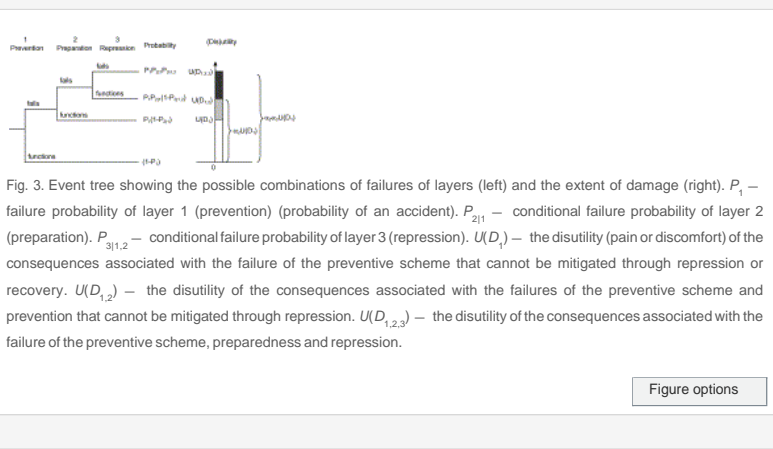 1 2 3
Prevention Preparation Repression Probability (Dis)utility
fails
fails
functions
fails
functions
functions
0
Fig. 3. Event tree showing the possible combinations of failures of layers (left) and the extent of damage (right). P1 –
failure probability of layer 1 (prevention) (probability of an accident). P2|1 – conditional failure probability of layer 2
(preparation). P3|1,2 – conditional failure probability of layer 3 (repression). U(D1) – the disutility (pain or discomfort) of the
consequences associated with the failure of the preventive scheme that cannot be mitigated through repression or
recovery. U(D1,2) – the disutility of the consequences associated with the failures of the preventive scheme and
prevention that cannot be mitigated through repression. U(D1,2,3) – the disutility of the consequences associated with the
failure of the preventive scheme, preparedness and repression.
Figure options